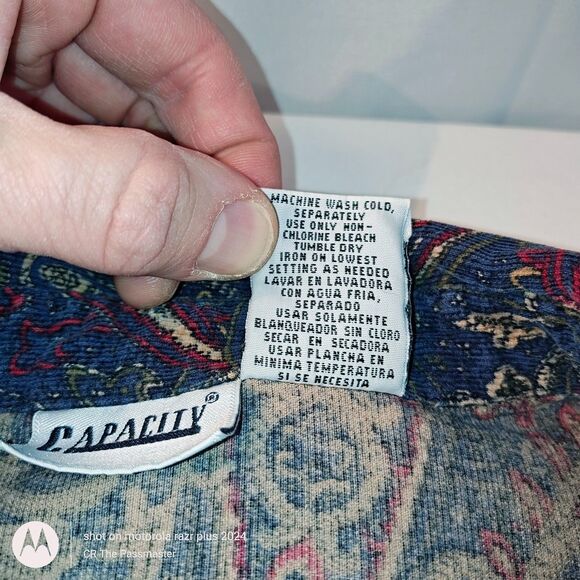 MACHINE WASH COLD,
SEPARATELY
USE ONLY NON-
CHLORINE BLEACH
TUMBLE DRY
IRON ON LOWEST
SETTING AS NEEDED
LAVAR EN LAVADORA
CON AGUA FRIA,
SEPARADO
USAR SOLAMENTE
BLANQUEADOR SIN CLORO
SECAR EN SECADORA
USAR PLANCHA EN
MINIMA TEMPERATURA
SI SE NECESITA
CAPACITY®
shot on motorola razr plus 2024
CR The Passmaster